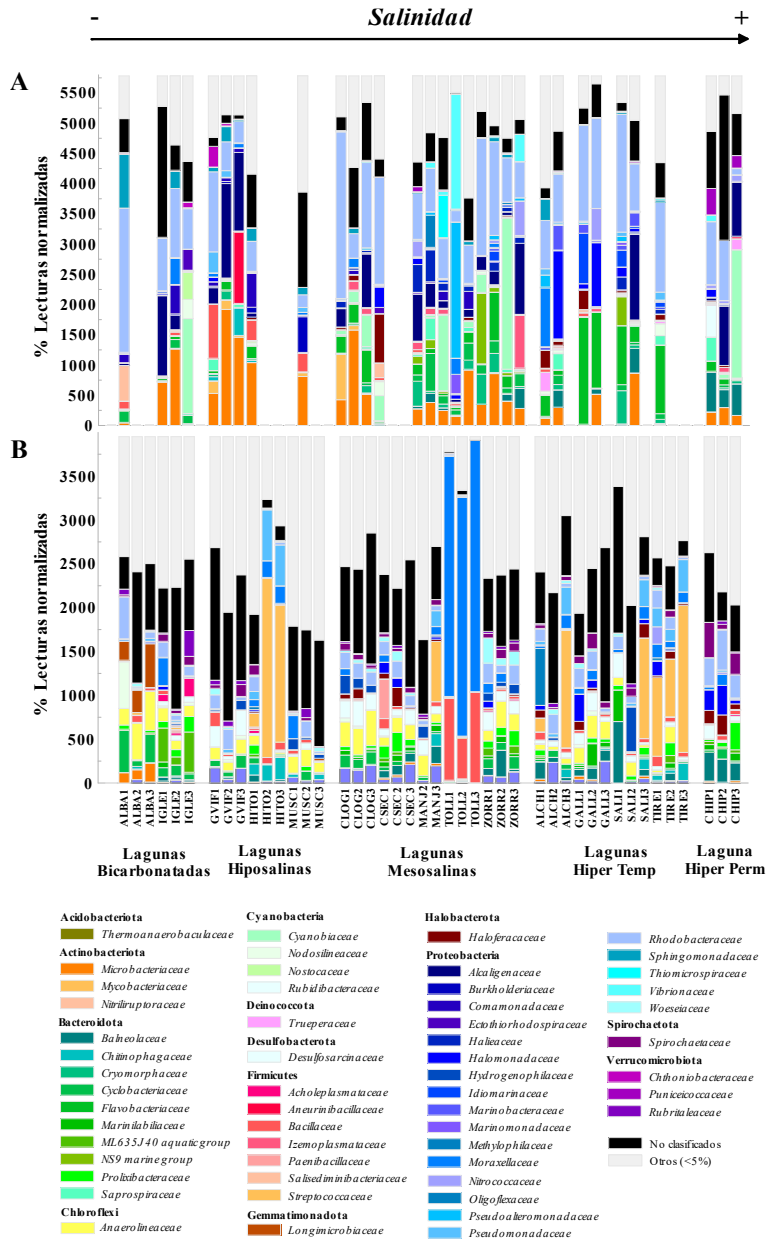 Salinidad
- +
A
% Lecturas normalizadas
5500
5000
4500
4000
3500
3000
2500
2000
1500
1000
500
0
B
% Lecturas normalizadas
3500
3000
2500
2000
1500
1000
500
0
ALBA1 ALBA2 ALBA3 IGLE1 IGLE2 IGLE3 GVIF1 GVIF2 GVIF3 HITO1 HITO2 HITO3 MUSC1 MUSC2 MUSC3 CLOG1 CLOG2 CLOG3 CSEC1 CSEC2 CSEC3 MANJ2 MANJ3 TOLL1 TOLL2 TOLL3 ZORR1 ZORR2 ZORR3 ALCH1 ALCH2 ALCH3 GALL1 GALL2 GALL3 SALI1 SALI2 SALI3 TIRE1 TIRE2 TIRE3 CHIP1 CHIP2 CHIP3
Lagunas
Bicarbonatadas
Lagunas
Hiposalinas
Lagunas
Mesosalinas
Lagunas
Hiper Temp
Laguna
Hiper Perm
Acidobacteriota
Thermoanaerobaculaceae
Actinobacteriota
Microbacteriaceae
Mycobacteriaceae
Nitriliruptoraceae
Bacteroidota
Balneolaceae
Chitinophagaceae
Cryomorphaceae
Cyclobacteriaceae
Flavobacteriaceae
Marinilabiliaceae
ML635J40 aquatic group
NS9 marine group
Prolixibacteraceae
Saprospiraceae
Chloroflexi
Anaerolineaceae
Cyanobacteria
Cyanobiaceae
Nodosilineaceae
Nostocaceae
Rubidibacteraceae
Deinococcota
Trueperaceae
Desulfobacterota
Desulfosarcinaceae
Firmicutes
Acholeplasmataceae
Aneurinibacillaceae
Bacillaceae
Izemoplasmataceae
Paenibacillaceae
Salisediminibacteriaceae
Streptococcaceae
Gemmatimonadota
Longimicrobiaceae
Halobacterota
Haloferacaceae
Proteobacteria
Alcaligenaceae
Burkholderiaceae
Comamonadaceae
Ectothiorhodospiraceae
Halieaceae
Halomonadaceae
Hydrogenophilaceae
Idiomarinaceae
Marinobacteraceae
Marinomonadaceae
Methylophilaceae
Moraxellaceae
Nitrococcaceae
Oligoflexaceae
Pseudoalteromonadaceae
Pseudomonadaceae
Rhodobacteraceae
Sphingomonadaceae
Thiomicrospiraceae
Vibrionaceae
Woeseiaceae
Spirochaetota
Spirochaetaceae
Verrucomicrobiota
Chthoniobacteraceae
Puniceicoccaceae
Rubritaleaceae
No clasificados
Otros (<5%)